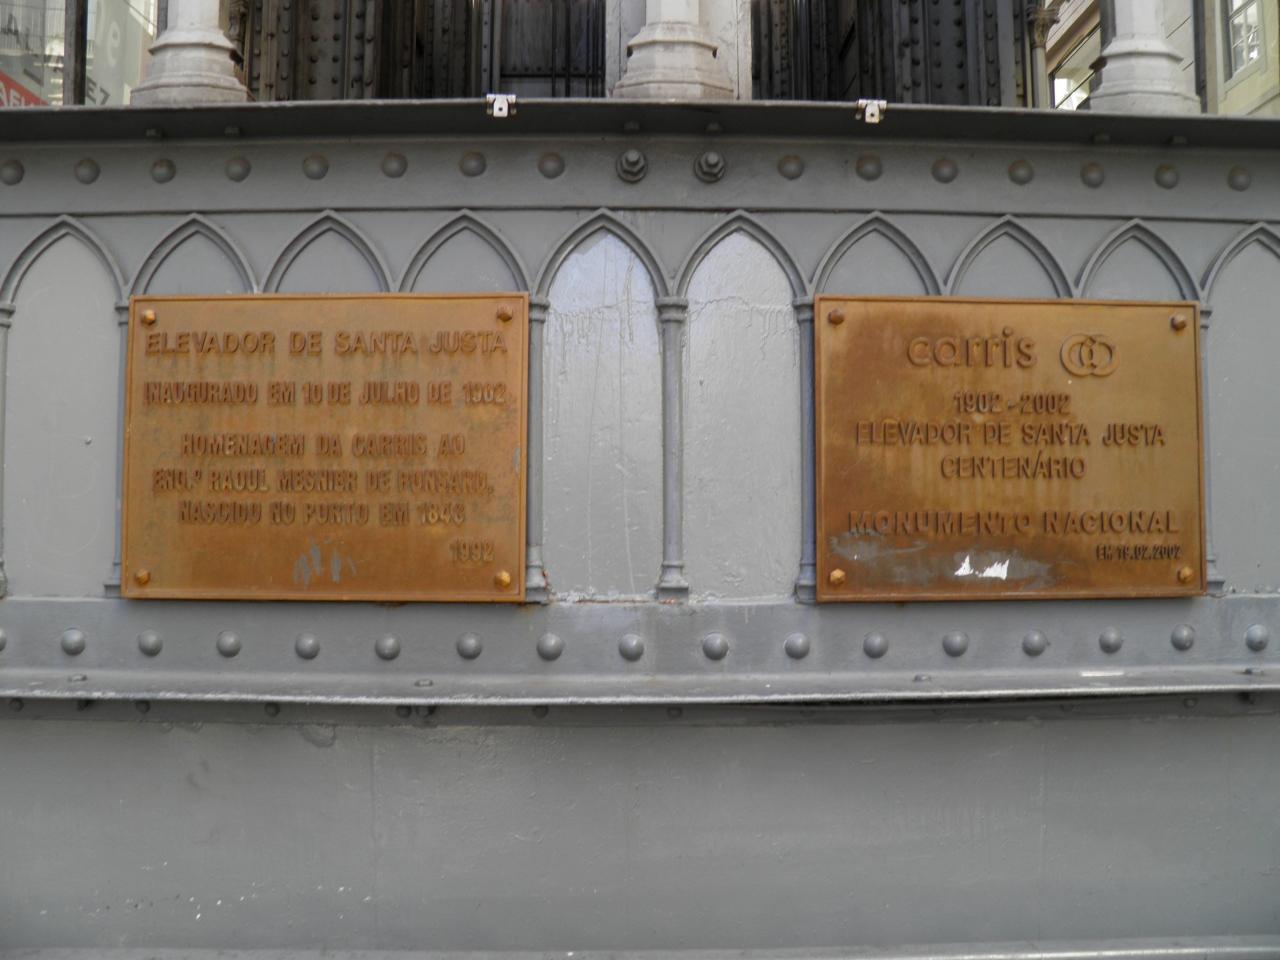 ELEVADOR DE SANTA JUSTA
INAUGURADO EM 10 DE JULHO DE 1902
HOMENAGEM DA CARRIS AO
ENG.º RAOUL MESNIER DE PONSARD,
NASCIDO NO PORTO EM 1848
1992
carris
1902 - 2002
ELEVADOR DE SANTA JUSTA
CENTENÁRIO
MONUMENTO NACIONAL
EM 19.02.2002